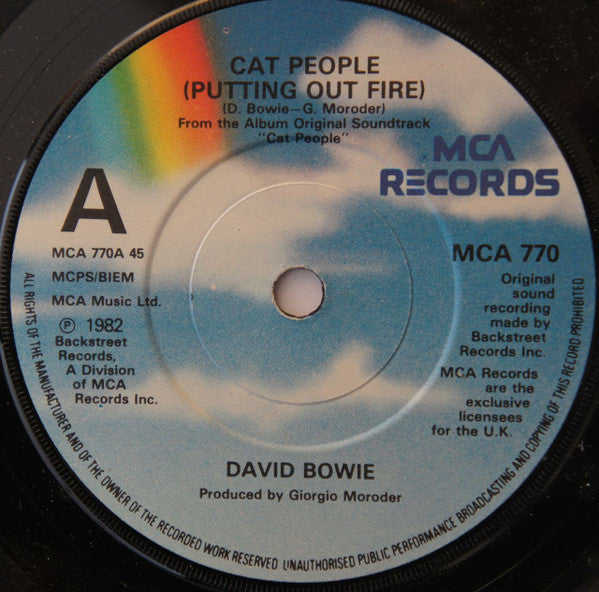 CAT PEOPLE
(PUTTING OUT FIRE)
(D. Bowie—G. Moroder)
From the Album Original Soundtrack
"Cat People"
MCA
RECORDS
A
MCA 770A 45
MCPS/BIEM
MCA Music Ltd.
Ⓟ 1982
Backstreet
Records,
A Division
of MCA
Records Inc.
MCA 770
Original
sound
recording
made by
Backstreet
Records Inc.
MCA Records
are the
exclusive
licensees
for the U.K.
DAVID BOWIE
Produced by Giorgio Moroder
ALL RIGHTS OF THE MANUFACTURER AND OF THE OWNER OF THE RECORDED WORK RESERVED UNAUTHORISED PUBLIC PERFORMANCE BROADCASTING AND COPYING OF THIS RECORD PROHIBITED